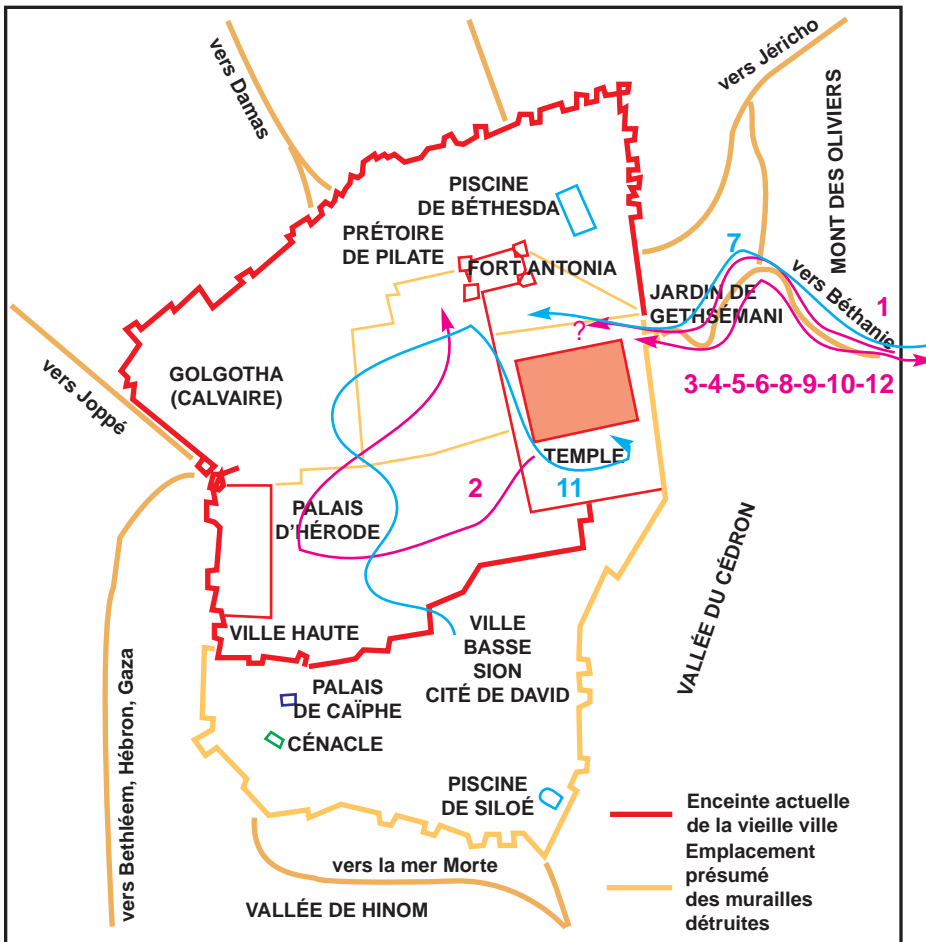 vers Damas
vers Jéricho
MONT DES OLIVIERS
PISCINE
DE BÉTHESDA
PRÉTOIRE
DE PILATE
FORT ANTONIA
7
vers Béthanie
1
JARDIN DE
GETHSÉMANI
?
3-4-5-6-8-9-10-12
vers Joppé
GOLGOTHA
(CALVAIRE)
TEMPLE
2
11
PALAIS
D'HÉRODE
VALLÉE DU CÉDRON
VILLE HAUTE
VILLE
BASSE
SION
CITÉ DE DAVID
PALAIS
DE CAÏPHE
CÉNACLE
vers Bethléem, Hébron, Gaza
PISCINE
DE SILOÉ
vers la mer Morte
VALLÉE DE HINOM
Enceinte actuelle
de la vieille ville
Emplacement
présumé
des murailles
détruites